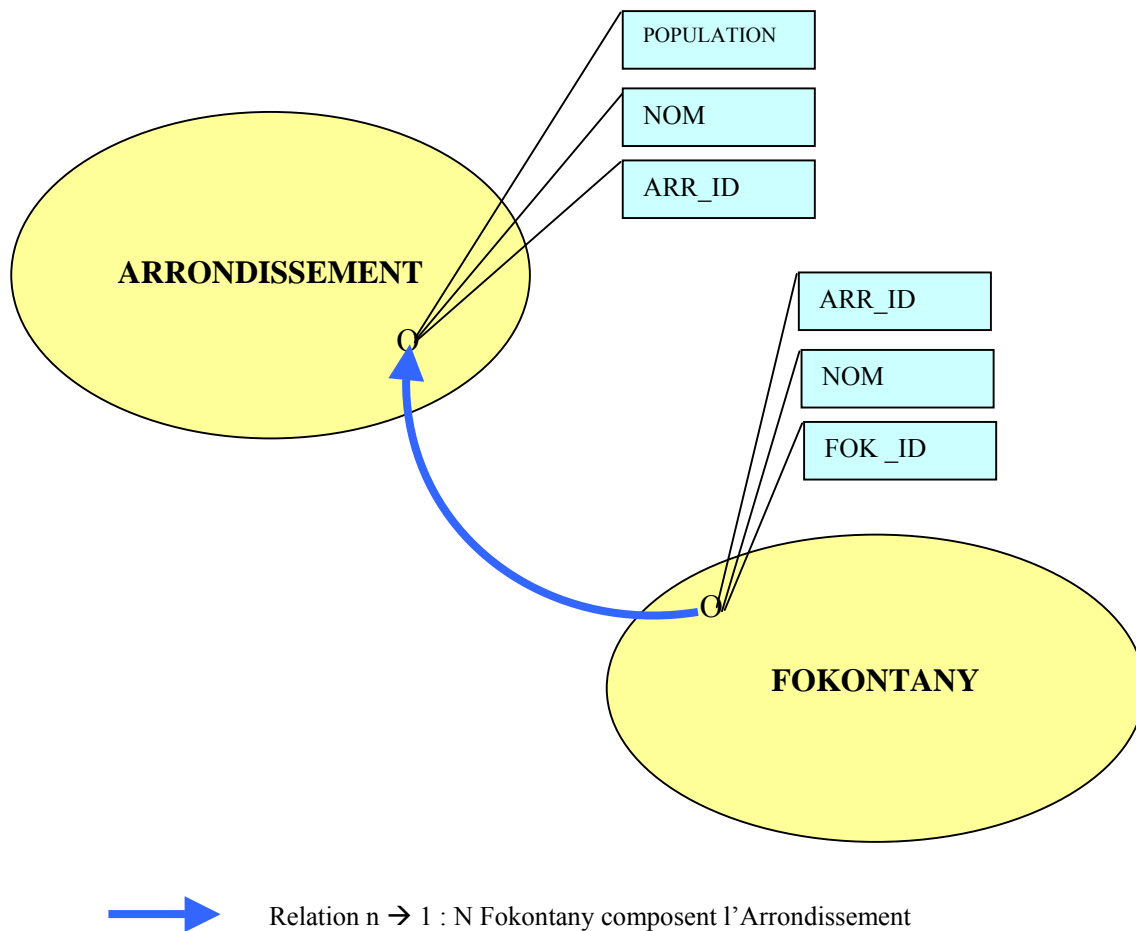 POPULATION
NOM
ARR_ID
ARRONDISSEMENT
O
ARR_ID
NOM
FOK _ID
O
FOKONTANY
Relation n → 1 : N Fokontany composent l’Arrondissement